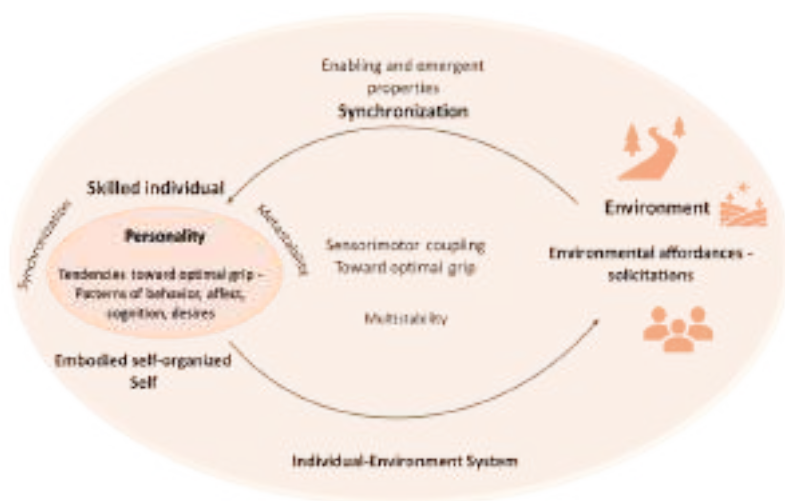 Enabling and emergent
properties
Synchronization
Skilled individual
Synchronization
Metastability
Personality
Tendencies toward optimal grip -
Patterns of behavior, affect,
cognition, desires
Embodied self-organized
Self
Sensorimotor coupling
Toward optimal grip
Multistability
Environment
Environmental affordances -
solicitations
Individual-Environment System